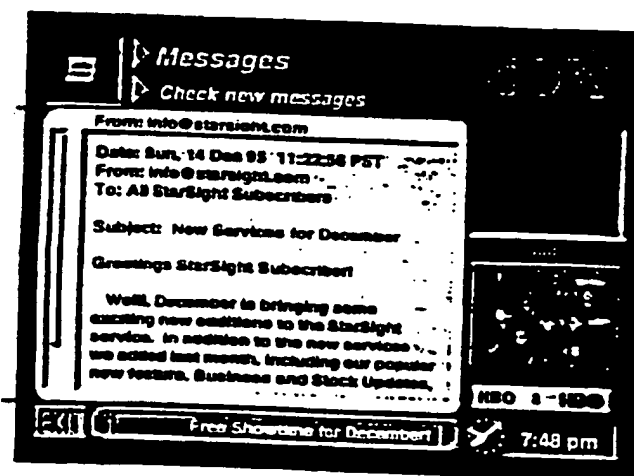 Messages
Check new messages
From: info@starsight.com
Date: Sun, 14 Dec 95 11:22:56 PST
From: info@starsight.com
To: All StarSight Subscribers
Subject: New Services for December
Greetings StarSight Subscriber!
Well, December is bringing some
exciting new additions to the StarSight
service. In addition to the new services
we added last month, including our popular
new feature, Business and Stock Updates,
HBO
EXIT
Free Showtime for December!
7:48 pm